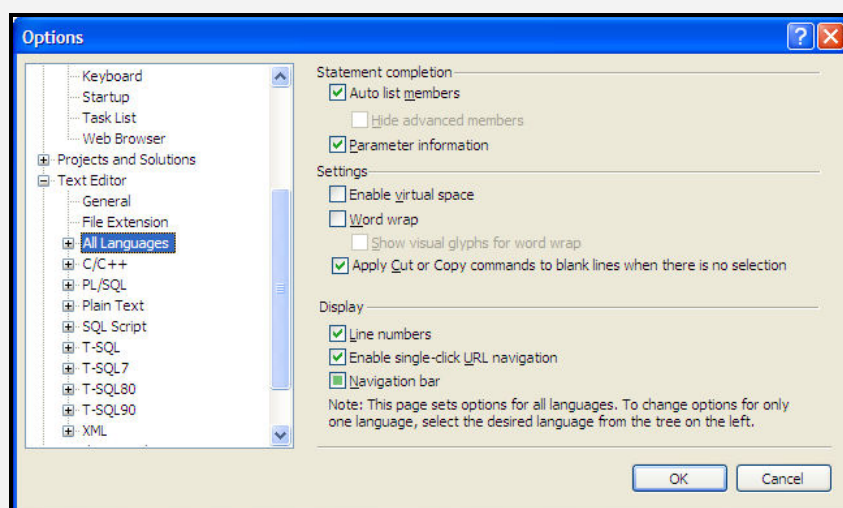 Options
Keyboard
Startup
Task List
Web Browser
Projects and Solutions
Text Editor
General
File Extension
All Languages
C/C++
PL/SQL
Plain Text
SQL Script
T-SQL
T-SQL7
T-SQL80
T-SQL90
XML
Statement completion
Auto list members
Hide advanced members
Parameter information
Settings
Enable virtual space
Word wrap
Show visual glyphs for word wrap
Apply Cut or Copy commands to blank lines when there is no selection
Display
Line numbers
Enable single-click URL navigation
Navigation bar
Note: This page sets options for all languages. To change options for only
one language, select the desired language from the tree on the left.
OK
Cancel